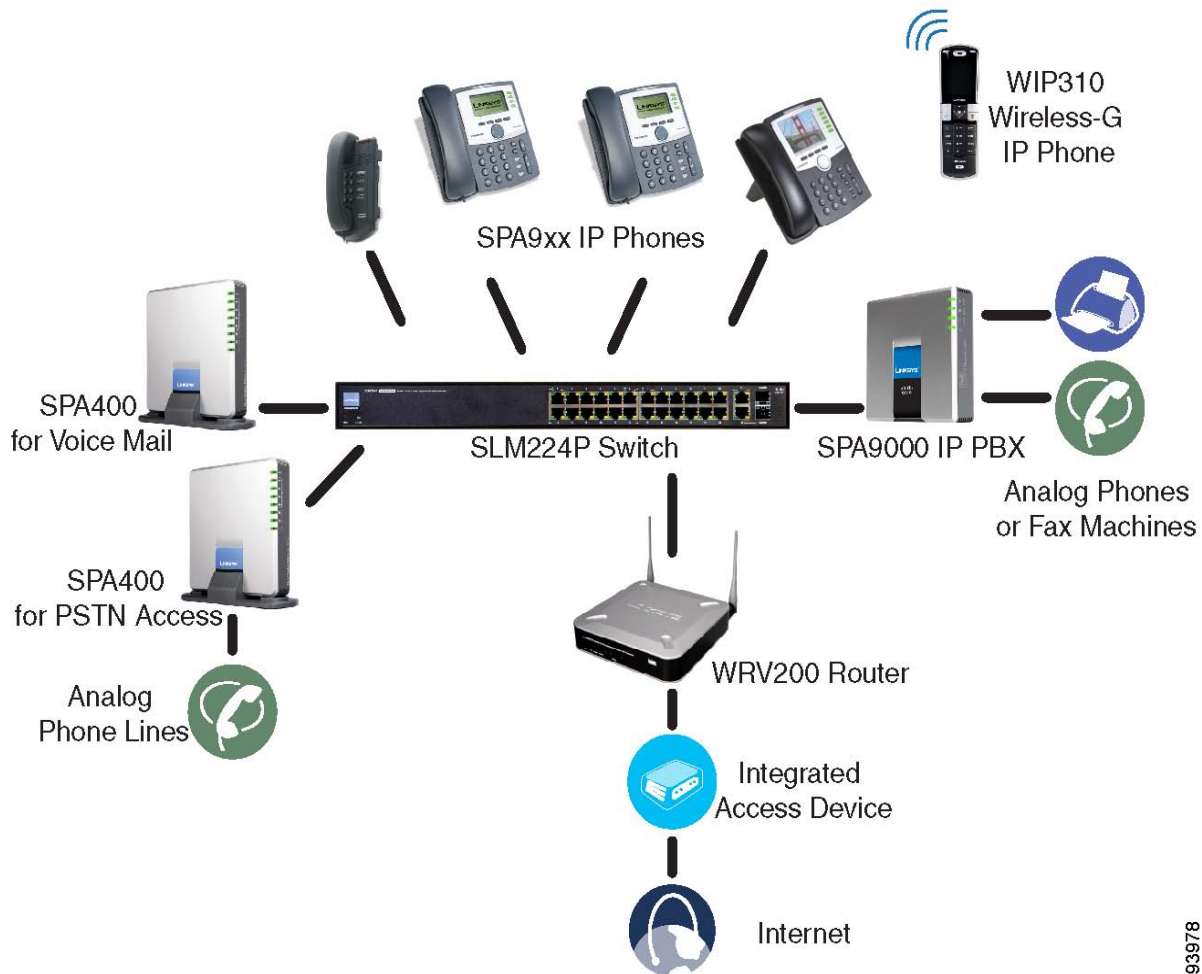 WIP310
Wireless-G
IP Phone
SPA9xx IP Phones
SPA400
for Voice Mail
SLM224P Switch
SPA9000 IP PBX
Analog Phones
or Fax Machines
SPA400
for PSTN Access
WRV200 Router
Analog
Phone Lines
Integrated
Access Device
Internet
93978